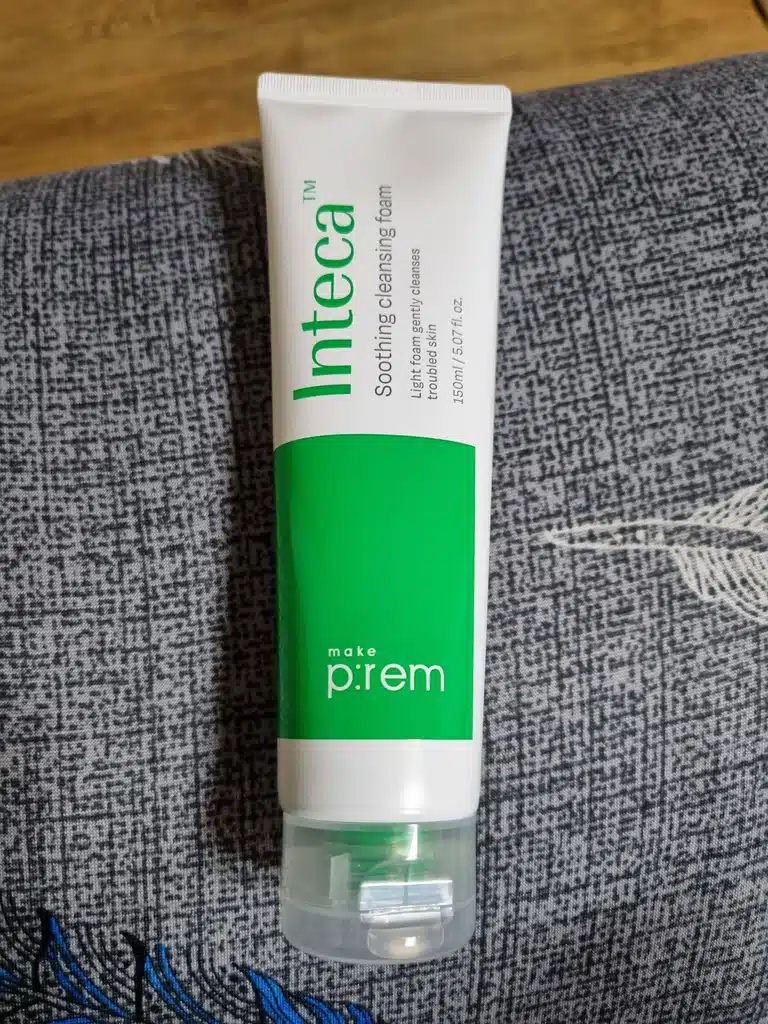 Inteca™
Soothing cleansing foam
Light foam gently cleanses
troubled skin
150ml / 5.07 fl. oz.
make
p:rem